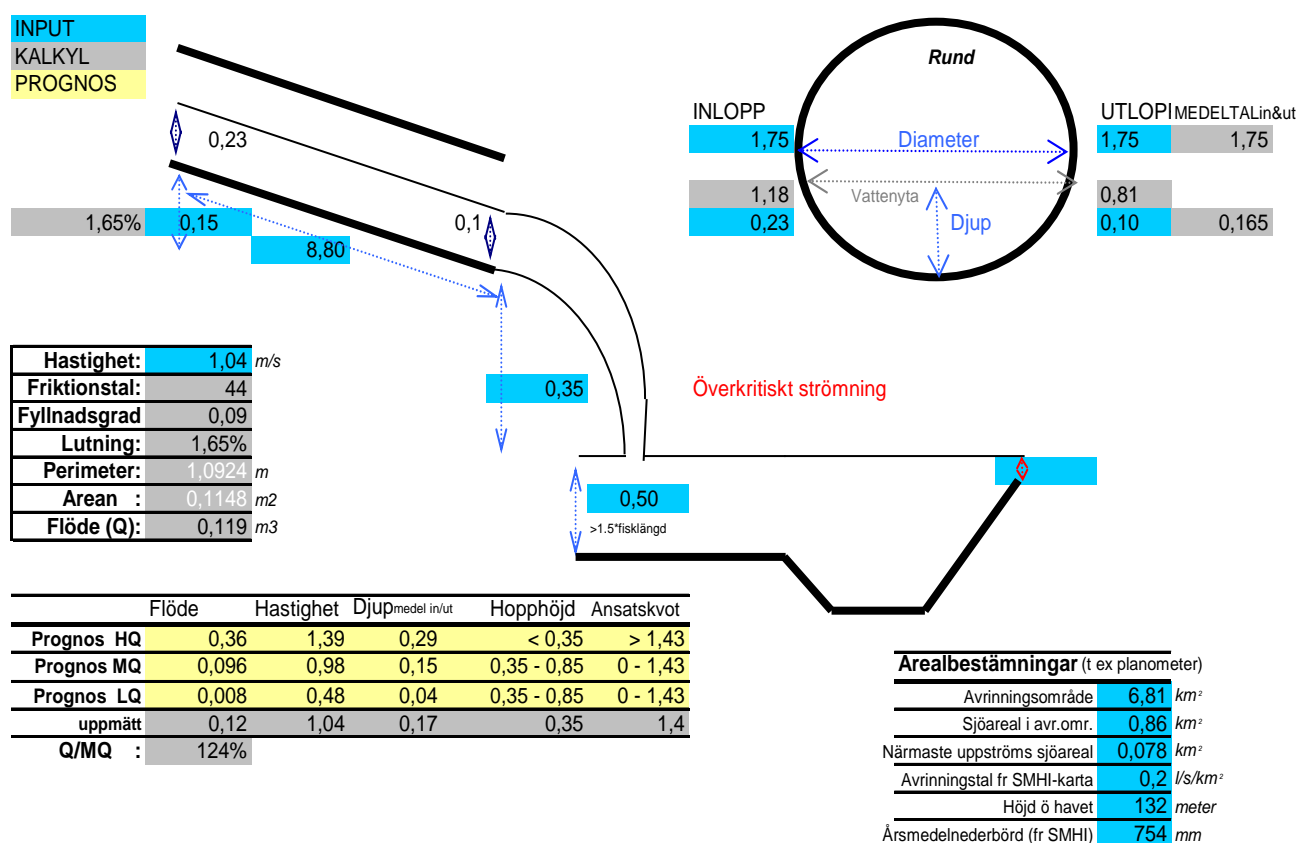 INPUT
KALKYL
PROGNOS
Rund
INLOPP
UTLOPI MEDELTALin&ut
0,23
1,75
Diameter
1,75
1,75
1,18
Vattenyta
0,81
1,65%
0,15
0,1
0,23
Djup
0,10
0,165
8,80
Hastighet: 1,04 m/s
Friktionstal: 44
Fyllnadsgrad 0,09
Lutning: 1,65%
Perimeter: 1,0924 m
Arean : 0,1148 m2
Flöde (Q): 0,119 m3
0,35
Överkritiskt strömning
0,50
>1.5*fisklängd
Flöde Hastighet Djup medel in/ut Hopphöjd Ansatskvot
Prognos HQ 0,36 1,39 0,29 < 0,35 > 1,43
Prognos MQ 0,096 0,98 0,15 0,35 - 0,85 0 - 1,43
Prognos LQ 0,008 0,48 0,04 0,35 - 0,85 0 - 1,43
uppmätt 0,12 1,04 0,17 0,35 1,4
Q/MQ : 124%
Arealbestämningar (t ex planometer)
Avrinningsområde 6,81 km²
Sjöareal i avr.omr. 0,86 km²
Närmaste uppströms sjöareal 0,078 km²
Avrinningstal fr SMHI-karta 0,2 l/s/km²
Höjd ö havet 132 meter
Årsmedelnederbörd (fr SMHI) 754 mm